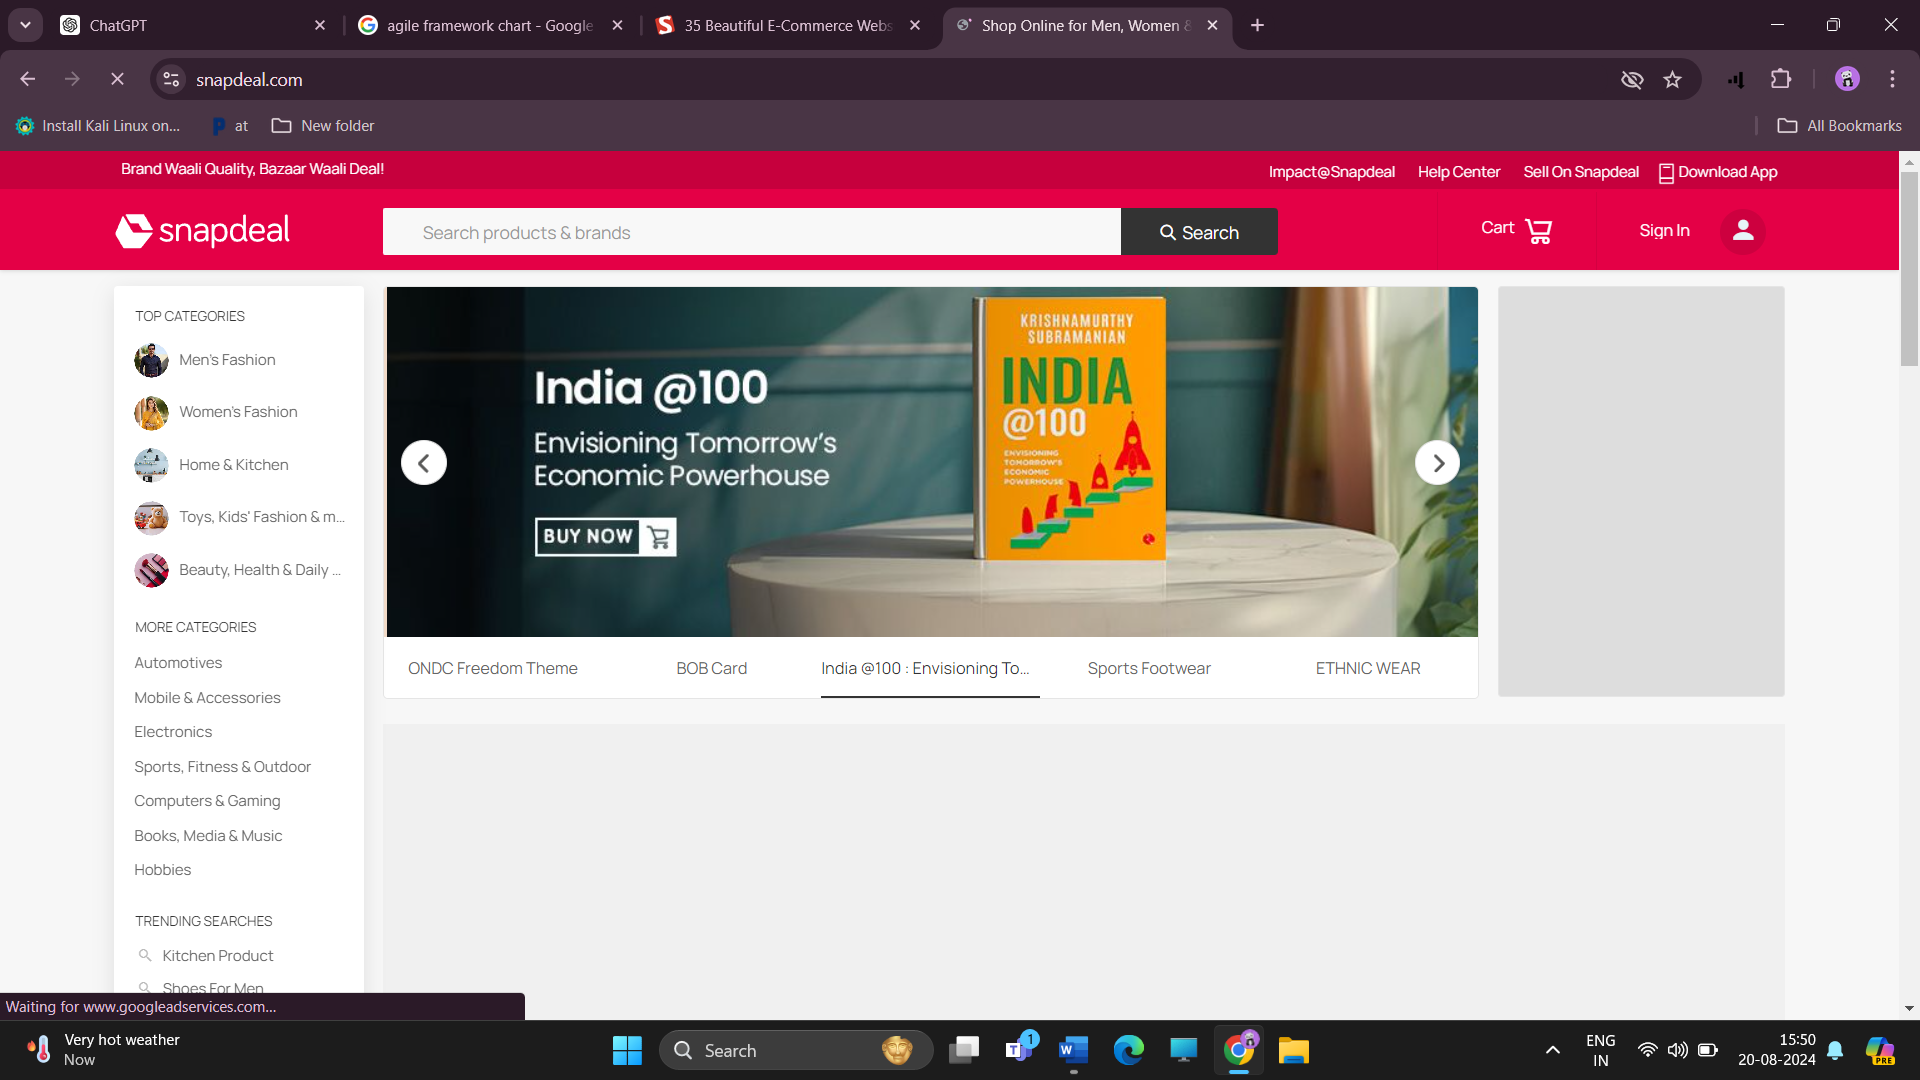 ChatGPT
agile framework chart - Google
35 Beautiful E-Commerce Webs
Shop Online for Men, Women &
snapdeal.com
Install Kali Linux on...
at
New folder
All Bookmarks
Brand Waali Quality, Bazaar Waali Deal!
Impact@Snapdeal
Help Center
Sell On Snapdeal
Download App
snapdeal
Search products & brands
Search
Cart
Sign In
TOP CATEGORIES
Men's Fashion
Women's Fashion
Home & Kitchen
Toys, Kids' Fashion & m...
Beauty, Health & Daily ...
MORE CATEGORIES
Automotives
Mobile & Accessories
Electronics
Sports, Fitness & Outdoor
Computers & Gaming
Books, Media & Music
Hobbies
TRENDING SEARCHES
Kitchen Product
Shoes For Men
India @100
Envisioning Tomorrow's
Economic Powerhouse
BUY NOW
KRISHNAMURTHY
SUBRAMANIAN
INDIA
@100
ENVISIONING
TOMORROW'S
ECONOMIC
POWERHOUSE
ONDC Freedom Theme
BOB Card
India @100 : Envisioning To...
Sports Footwear
ETHNIC WEAR
Waiting for www.googleadservices.com...
Very hot weather
Now
Search
1
ENG
IN
15:50
20-08-2024
PRE